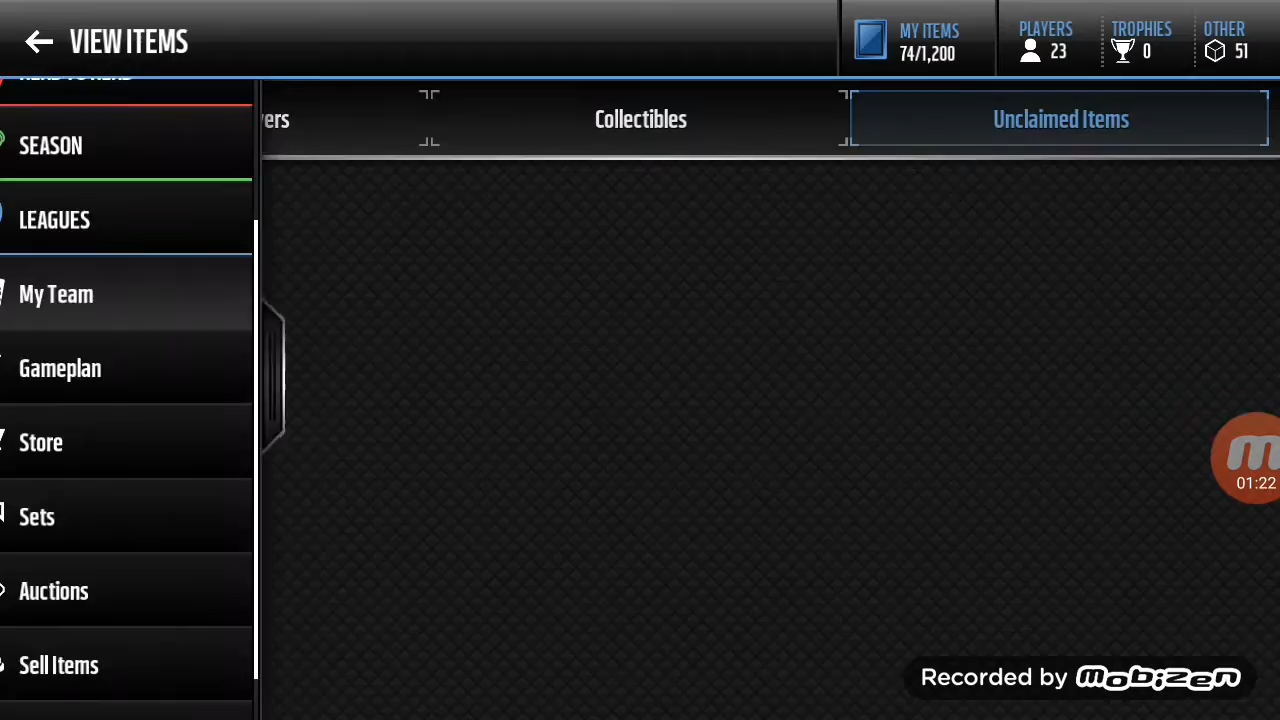 VIEW ITEMS
MY ITEMS
74/1,200
PLAYERS
23
TROPHIES
0
OTHER
51
ers
Collectibles
Unclaimed Items
SEASON
LEAGUES
My Team
Gameplan
Store
Sets
Auctions
Sell Items
01:22
Recorded by mobizen